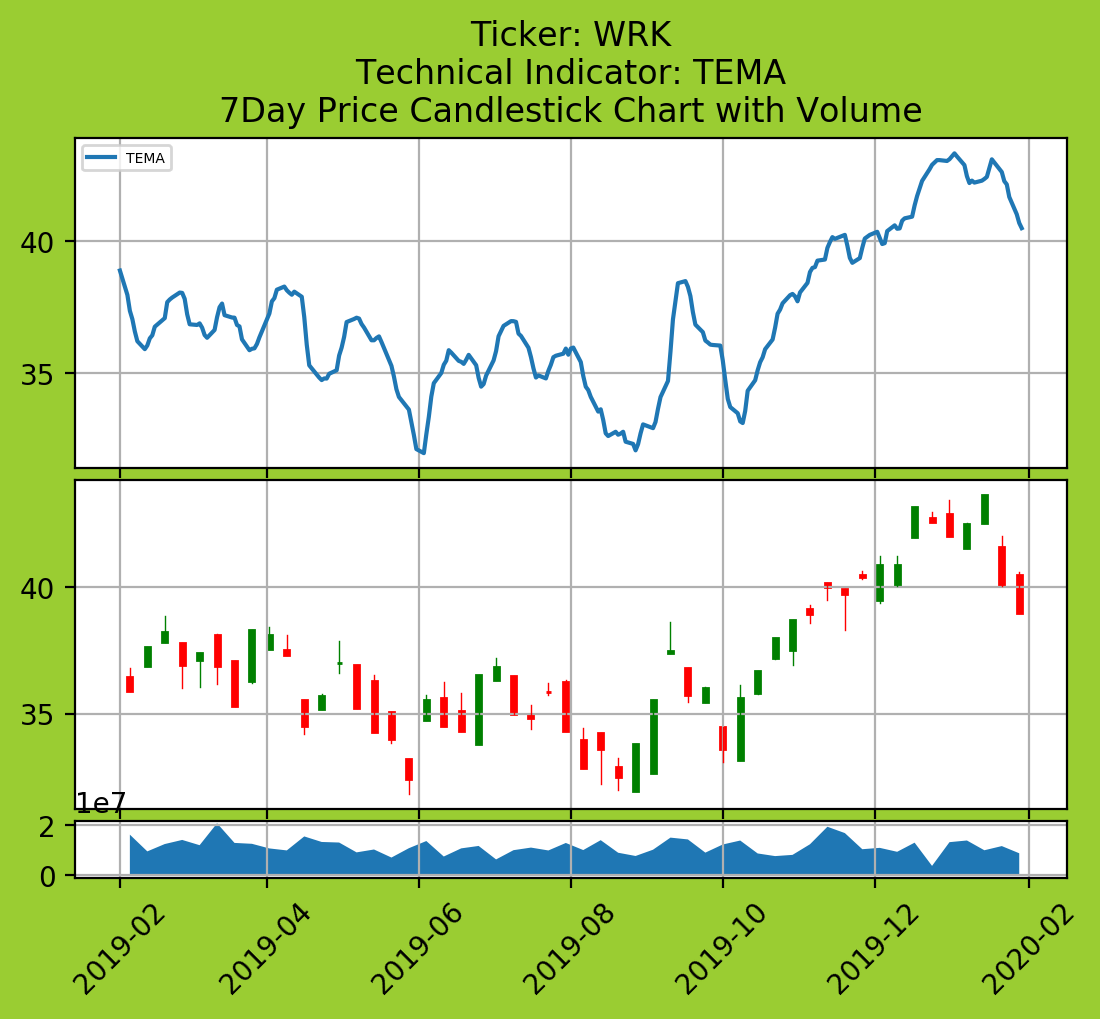 Ticker: WRK
Technical Indicator: TEMA
7Day Price Candlestick Chart with Volume
TEMA
40
35
40
35
1e7
2
0
2019-02
2019-04
2019-06
2019-08
2019-10
2019-12
2020-02